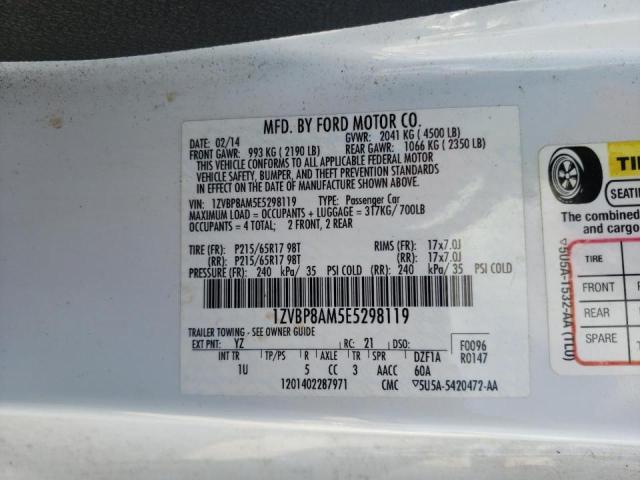 MFD. BY FORD MOTOR CO.
DATE: 02/14 GVWR: 2041 KG ( 4500 LB)
FRONT GAWR: 993 KG ( 2190 LB) REAR GAWR: 1066 KG ( 2350 LB)
THIS VEHICLE CONFORMS TO ALL APPLICABLE FEDERAL MOTOR
VEHICLE SAFETY, BUMPER, AND THEFT PREVENTION STANDARDS
IN EFFECT ON THE DATE OF MANUFACTURE SHOWN ABOVE.
VIN: 1ZVBP8AM5E5298119 TYPE: Passenger Car
MAXIMUM LOAD = OCCUPANTS + LUGGAGE = 317KG/ 700LB
OCCUPANTS = 4 TOTAL; 2 FRONT, 2 REAR
TIRE (FR): P215/65R17 98T RIMS (FR): 17x7.0J
(RR): P215/65R17 98T (RR): 17x7.0J
PRESSURE (FR): 240 kPa/ 35 PSI COLD (RR): 240 kPa/ 35 PSI COLD
1ZVBP8AM5E5298119
TRAILER TOWING - SEE OWNER GUIDE
EXT PNT: YZ RC: 21 DSO: F0096
INT TR TP/PS R AXLE TR SPR DZF1A R0147
1U 5 CC 3 AACC 60A
1201402287971 CMC ▽5U5A-5420472-AA
TI
SEATIN
The combined
and cargo
TIRE
FRONT
REAR
SPARE
▽5U5A-1532-AA (TLU)